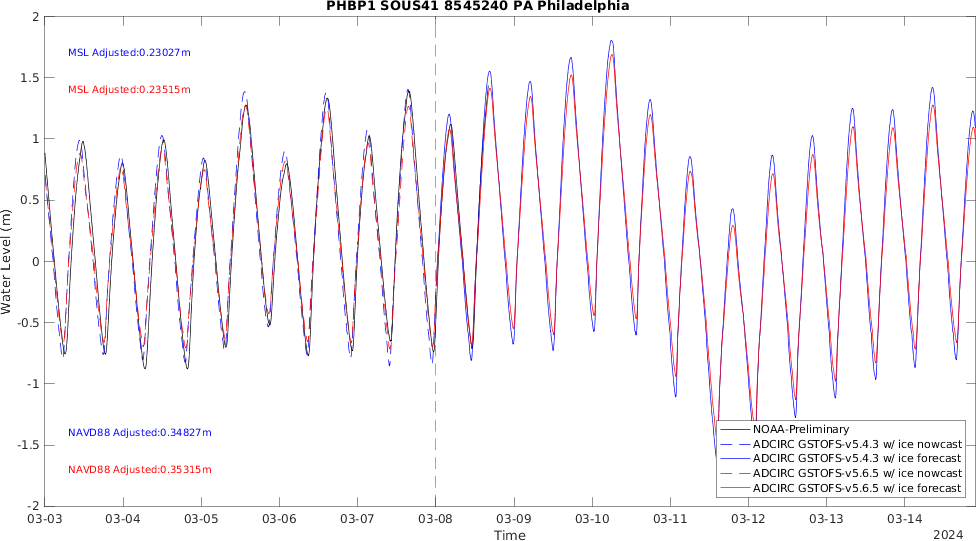 PHBP1 SOUS41 8545240 PA Philadelphia
2
1.5
1
0.5
0
-0.5
-1
-1.5
-2
Water Level (m)
MSL Adjusted:0.23027m
MSL Adjusted:0.23515m
NAVD88 Adjusted:0.34827m
NAVD88 Adjusted:0.35315m
NOAA-Preliminary
ADCIRC GSTOFS-v5.4.3 w/ ice nowcast
ADCIRC GSTOFS-v5.4.3 w/ ice forecast
ADCIRC GSTOFS-v5.6.5 w/ ice nowcast
ADCIRC GSTOFS-v5.6.5 w/ ice forecast
03-03 03-04 03-05 03-06 03-07 03-08 03-09 03-10 03-11 03-12 03-13 03-14
Time
2024